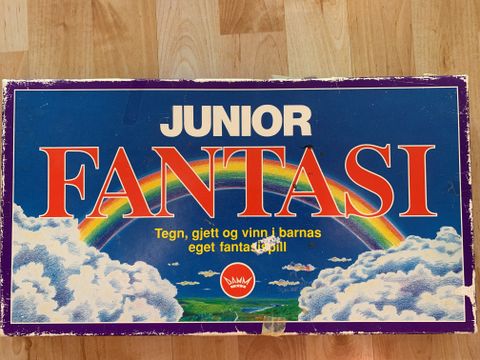 JUNIOR
FANTASI
Tegn, gjett og vinn i barnas
eget fantasispill
DAMM